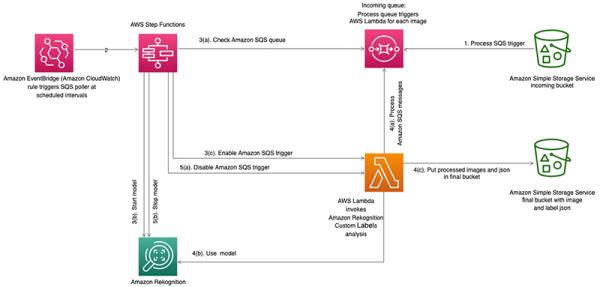 AWS Step Functions
Incoming queue:
Process queue triggers
AWS Lambda for each image
3(a). Check Amazon SQS queue
1. Process SQS trigger
2
Amazon EventBridge (Amazon CloudWatch)
rule triggers SQS poller at
scheduled intervals
Amazon Simple Storage Service
incoming bucket
4(a). Process
Amazon SQS messages
3(c). Enable Amazon SQS trigger
5(a). Disable Amazon SQS trigger
4(c). Put processed images and json
in final bucket
3(b). Start model
5(b). Stop model
AWS Lambda
invokes
Amazon Rekognition
Custom Labels
analysis
Amazon Simple Storage Service
final bucket with image
and label json
4(b). Use model
Amazon Rekognition